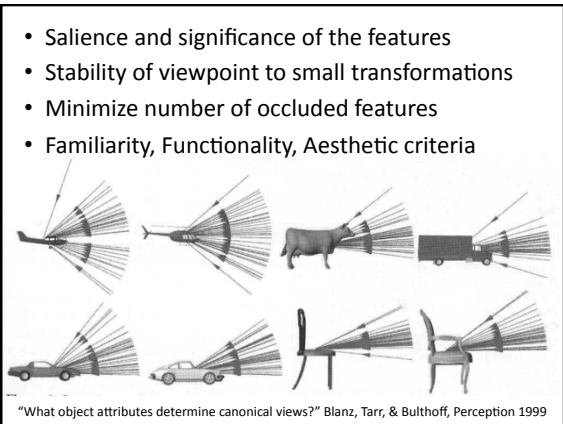 • Salience and significance of the features
• Stability of viewpoint to small transformations
• Minimize number of occluded features
• Familiarity, Functionality, Aesthetic criteria
“What object attributes determine canonical views?” Blanz, Tarr, & Bulthoff, Perception 1999